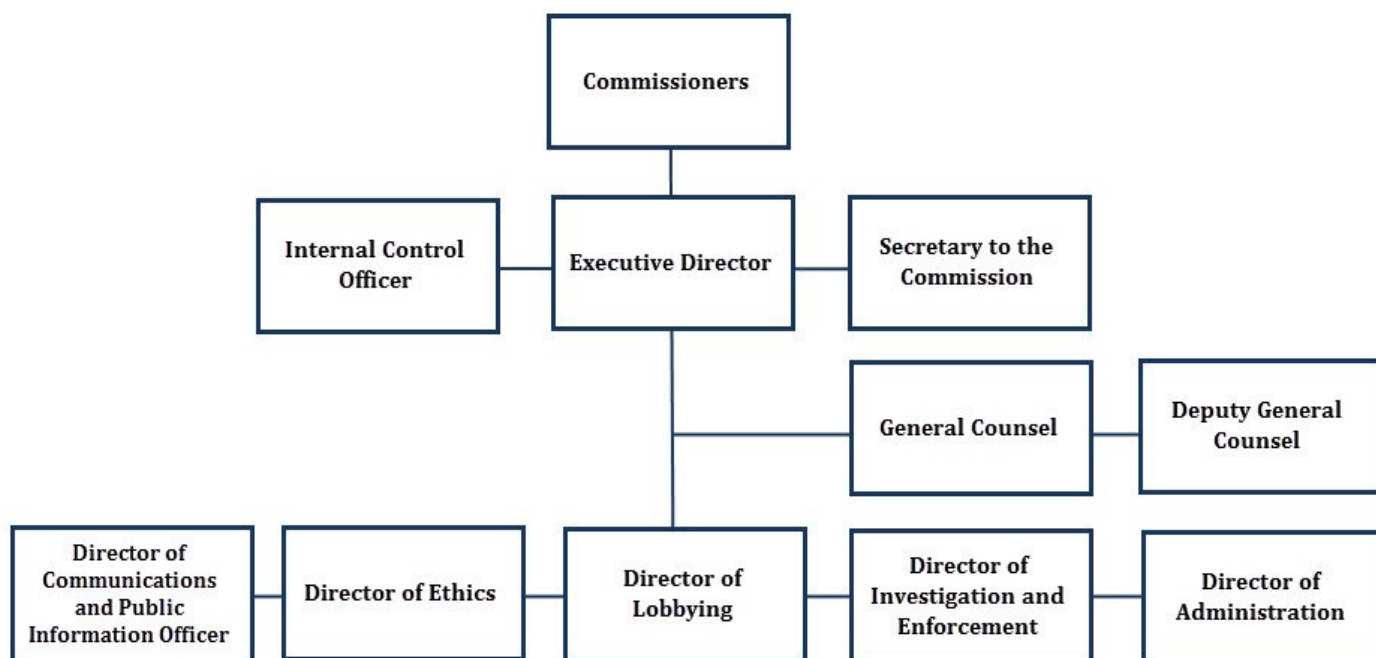 Commissioners
Internal Control
Officer
Executive Director
Secretary to the
Commission
General Counsel
Deputy General
Counsel
Director of
Communications
and Public
Information Officer
Director of Ethics
Director of
Lobbying
Director of
Investigation and
Enforcement
Director of
Administration